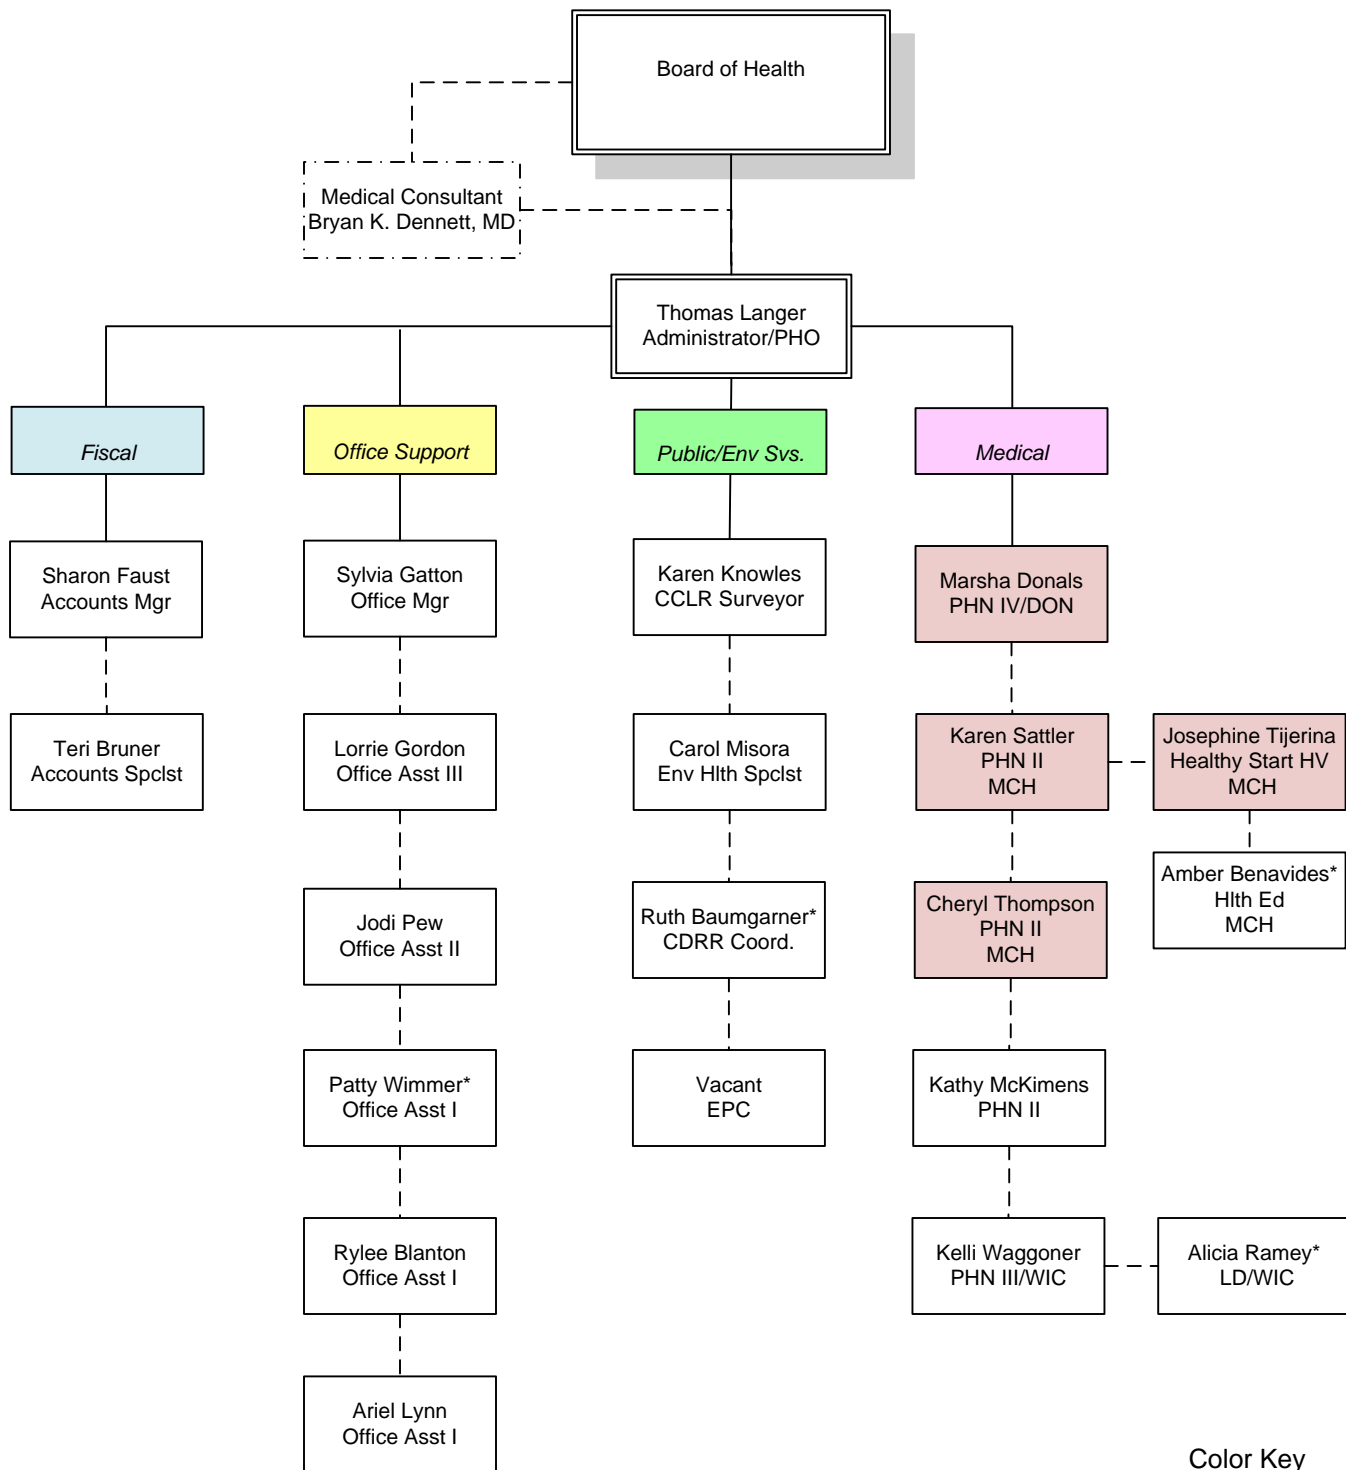 Board of Health
Medical Consultant
Bryan K. Dennett, MD
Thomas Langer
Administrator/PHO
Fiscal
Office Support
Public/Env Svs.
Medical
Sharon Faust
Accounts Mgr
Sylvia Gatton
Office Mgr
Karen Knowles
CCLR Surveyor
Marsha Donals
PHN IV/DON
Teri Bruner
Accounts Spclst
Lorrie Gordon
Office Asst III
Carol Misora
Env Hlth Spclst
Karen Sattler
PHN II
MCH
Josephine Tijerina
Healthy Start HV
MCH
Jodi Pew
Office Asst II
Ruth Baumgarner*
CDRR Coord.
Cheryl Thompson
PHN II
MCH
Amber Benavides*
Hlth Ed
MCH
Patty Wimmer*
Office Asst I
Vacant
EPC
Kathy McKimens
PHN II
Rylee Blanton
Office Asst I
Kelli Waggoner
PHN III/WIC
Alicia Ramey*
LD/WIC
Ariel Lynn
Office Asst I
Color Key